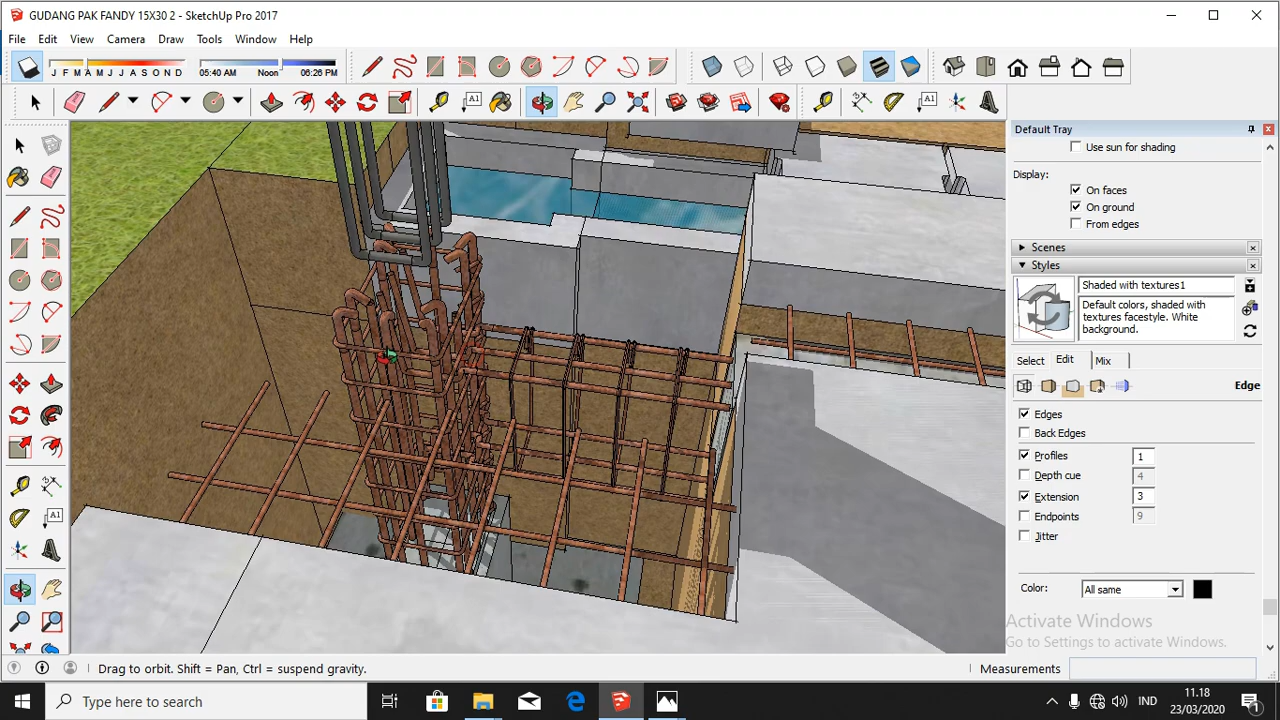 GUDANG PAK FANDY 15X30 2 - SketchUp Pro 2017
File Edit View Camera Draw Tools Window Help
J F M A M J J A S O N D
05:40 AM Noon 06:26 PM
A1
A1
Default Tray
Use sun for shading
Display:
On faces
On ground
From edges
Scenes
Styles
Shaded with textures1
Default colors, shaded with
textures facestyle. White
background.
Select Edit Mix
Edge
Edges
Back Edges
Profiles 1
Depth cue 4
Extension 3
Endpoints 9
Jitter
Color: All same
A1
Activate Windows
Go to Settings to activate Windows.
Drag to orbit. Shift = Pan, Ctrl = suspend gravity.
Measurements
Type here to search
IND
11.18
23/03/2020
1